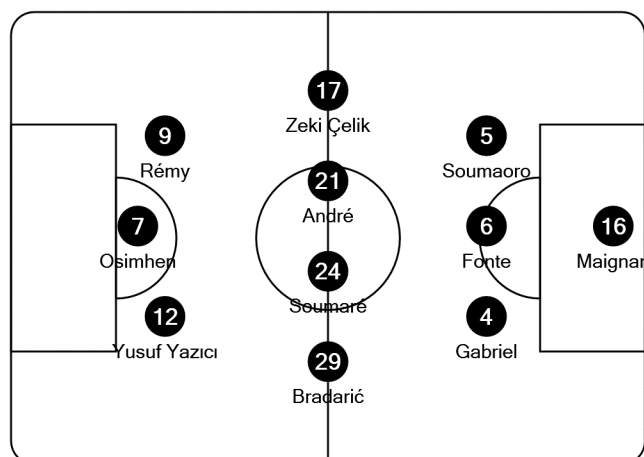 17
Zeki Çelik
9
Rémy
5
Soumaoro
21
André
7
Osimhen
6
Fonte
16
Maignan
24
Soumaré
12
Yusuf Yazıcı
4
Gabriel
29
Bradarić